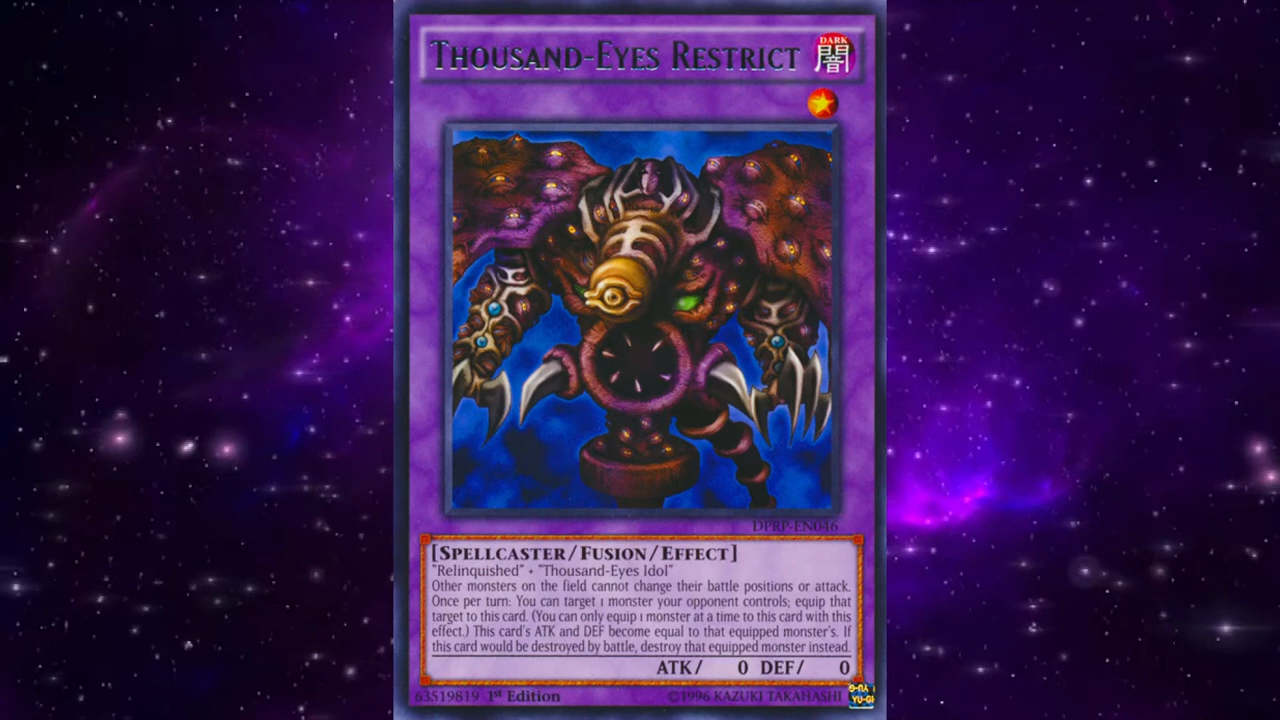 THOUSAND-EYES RESTRICT
DARK
闇
DPRP-EN046
[SPELLCASTER/FUSION/EFFECT]
"Relinquished" + "Thousand-Eyes Idol"
Other monsters on the field cannot change their battle positions or attack.
Once per turn: You can target 1 monster your opponent controls; equip that
target to this card. (You can only equip 1 monster at a time to this card with this
effect.) This card's ATK and DEF become equal to that equipped monster's. If
this card would be destroyed by battle, destroy that equipped monster instead.
ATK/ 0 DEF/ 0
63519819 1st Edition ©1996 KAZUKI TAKAHASHI